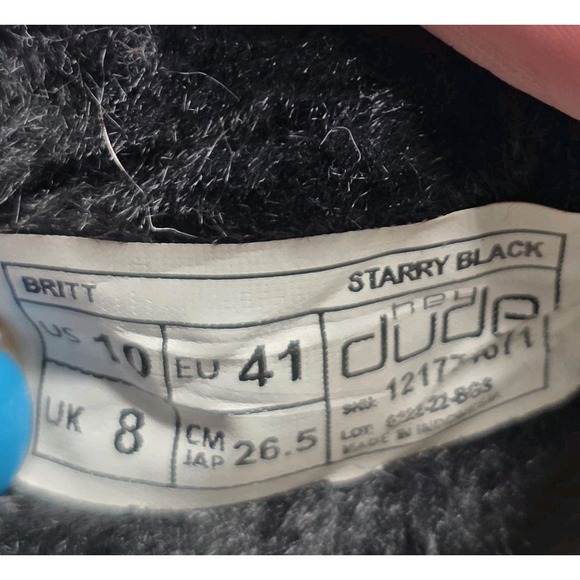 BRITT STARRY BLACK
US 10 EU 41 hey dude
SKU:
UK 8 CM JAP 26.5 LOT:
MADE IN INDONESIA